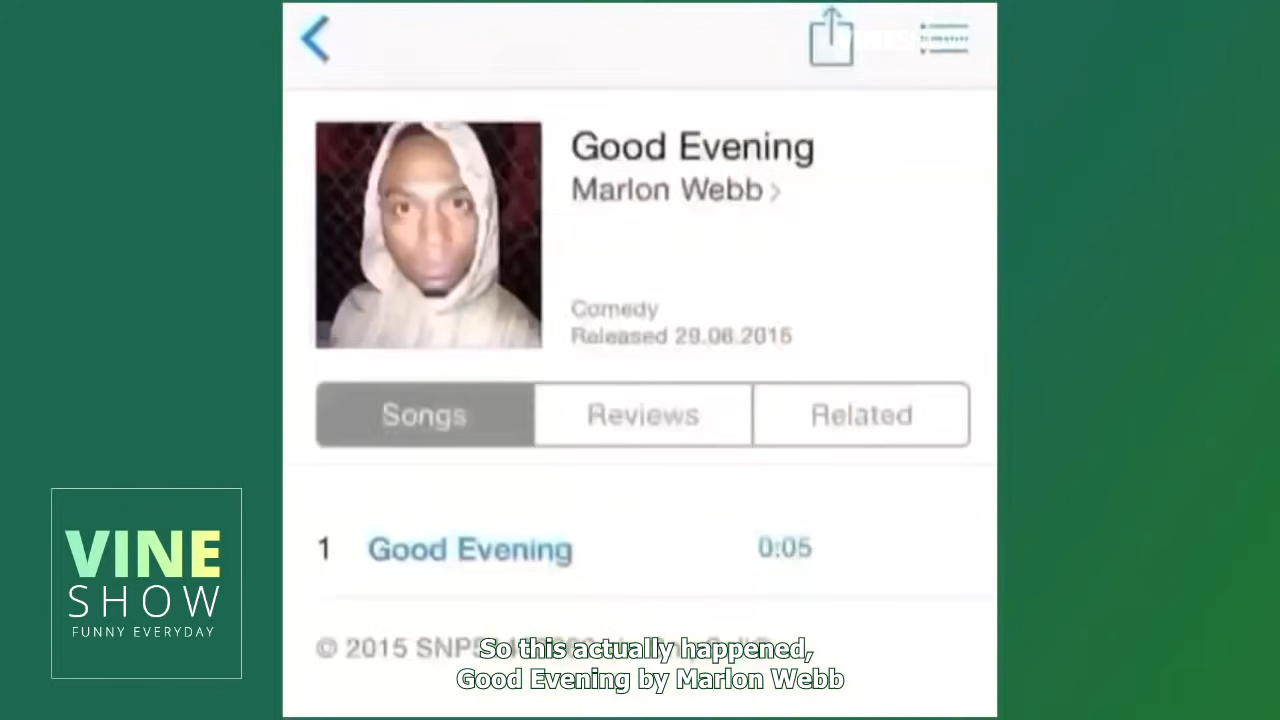 Good Evening
Marlon Webb
Comedy
Released 29.06.2015
Songs
Reviews
Related
1 Good Evening 0:05
© 2015
So this actually happened,
Good Evening by Marlon Webb
VINE
SHOW
FUNNY EVERYDAY